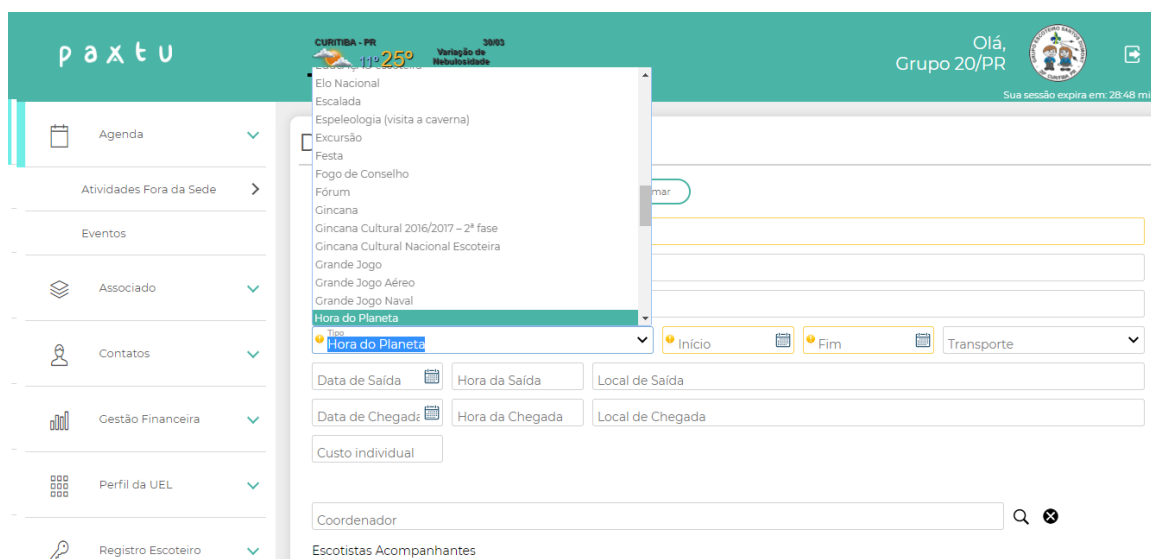 paxtu
CURITIBA - PR 30/03
11º 25º Variação de Nebulosidade
Olá,
Grupo 20/PR
Sua sessão expira em: 28:48 mi
Agenda
Atividades Fora da Sede
Eventos
Associado
Contatos
Gestão Financeira
Perfil da UEL
Registro Escoteiro
Elo Nacional
Escalada
Espeleologia (visita a caverna)
Excursão
Festa
Fogo de Conselho
Fórum
Gincana
Gincana Cultural 2016/2017 – 2ª fase
Gincana Cultural Nacional Escoteira
Grande Jogo
Grande Jogo Aéreo
Grande Jogo Naval
Hora do Planeta
mar
Tipo
Hora do Planeta
Início
Fim
Transporte
Data de Saída
Hora da Saída
Local de Saída
Data de Chegada
Hora da Chegada
Local de Chegada
Custo individual
Coordenador
Escotistas Acompanhantes